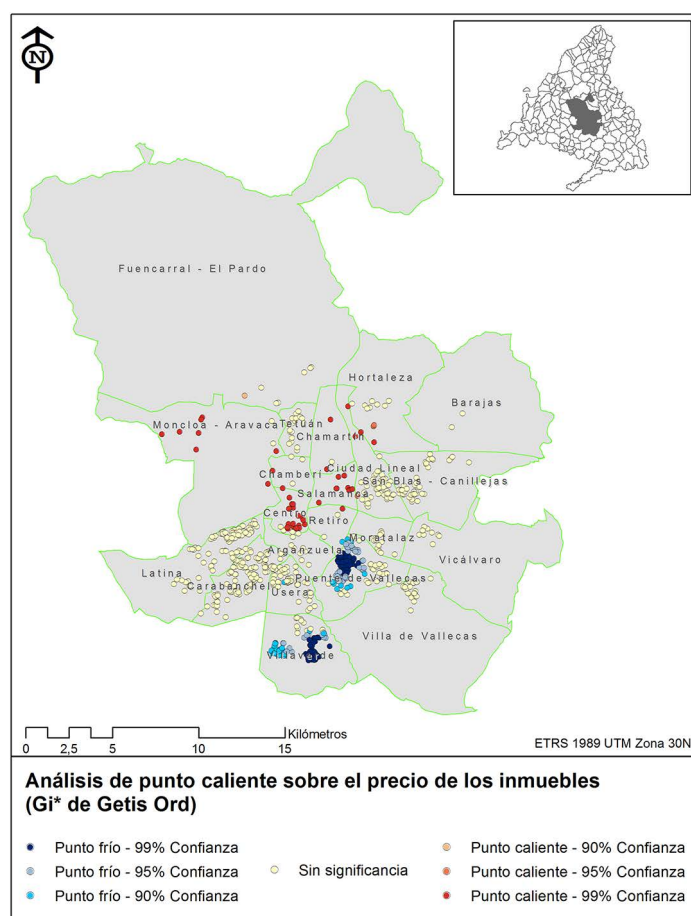 N
Fuencarral - El Pardo
Hortaleza
Barajas
Moncloa - Aravaca
Tetuán
Chamartín
Chamberí
Ciudad Lineal
San Blas - Canillejas
Salamanca
Centro
Retiro
Moratalaz
Arganzuela
Vicálvaro
Latina
Puente de Vallecas
Carabanchel
Usera
Villa de Vallecas
Villaverde
Kilómetros
0 2,5 5 10 15
ETRS 1989 UTM Zona 30N
Análisis de punto caliente sobre el precio de los inmuebles
(Gi* de Getis Ord)
Punto frío - 99% Confianza
Punto frío - 95% Confianza
Punto frío - 90% Confianza
Sin significancia
Punto caliente - 90% Confianza
Punto caliente - 95% Confianza
Punto caliente - 99% Confianza